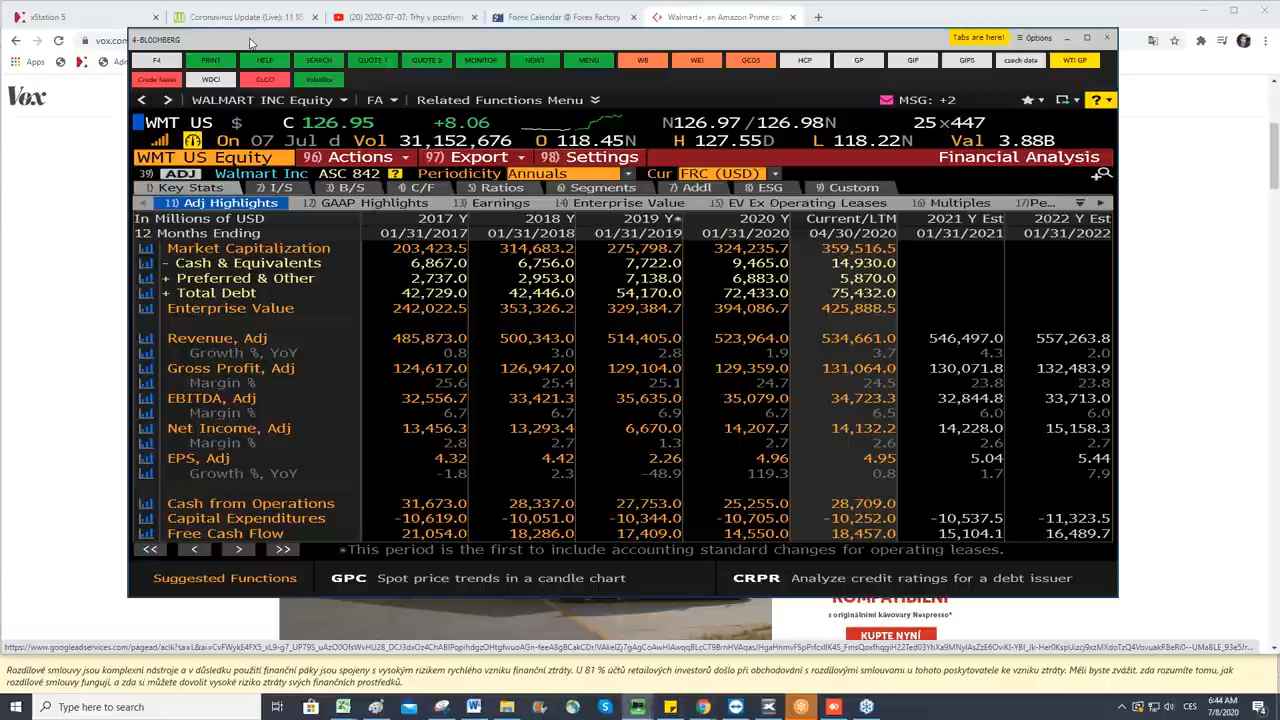 xStation 5
Coronavirus Update (Live): 11 95
(20) 2020-07-07: Trhy v pozitivn
Forex Calendar @ Forex Factory
Walmart+, an Amazon Prime co
vox.com
4-BLOOMBERG
Tabs are here!
Options
F4 PRINT HELP SEARCH QUOTE 1 QUOTE 2 MONITOR NEWS MENU WB WEI GCDS HCP GP GIP GIP5 czech data WTI GP
Apps
Crude News WDCI GLCO Volatility
Vox
WALMART INC Equity FA Related Functions Menu MSG: +2
WMT US $ C 126.95 +8.06 N126.97/126.98N 25×447
On 07 Jul d Vol 31,152,676 O 118.45N H 127.55D L 118.22N Val 3.88B
WMT US Equity 96) Actions 97) Export 98) Settings Financial Analysis
39) ADJ Walmart Inc ASC 842 ? Periodicity Annuals Cur FRC (USD)
1) Key Stats 2) I/S 3) B/S 4) C/F 5) Ratios 6) Segments 7) Addl 8) ESG 9) Custom
11) Adj Highlights 12) GAAP Highlights 13) Earnings 14) Enterprise Value 15) EV Ex Operating Leases 16) Multiples 17)Pe...
In Millions of USD 2017 Y 2018 Y 2019 Y* 2020 Y Current/LTM 2021 Y Est 2022 Y Est
12 Months Ending 01/31/2017 01/31/2018 01/31/2019 01/31/2020 04/30/2020 01/31/2021 01/31/2022
Market Capitalization 203,423.5 314,683.2 275,798.7 324,235.7 359,516.5
- Cash & Equivalents 6,867.0 6,756.0 7,722.0 9,465.0 14,930.0
+ Preferred & Other 2,737.0 2,953.0 7,138.0 6,883.0 5,870.0
+ Total Debt 42,729.0 42,446.0 54,170.0 72,433.0 75,432.0
Enterprise Value 242,022.5 353,326.2 329,384.7 394,086.7 425,888.5
Revenue, Adj 485,873.0 500,343.0 514,405.0 523,964.0 534,661.0 546,497.0 557,263.8
Growth %, YoY 0.8 3.0 2.8 1.9 3.7 4.3 2.0
Gross Profit, Adj 124,617.0 126,947.0 129,104.0 129,359.0 131,064.0 130,071.8 132,483.9
Margin % 25.6 25.4 25.1 24.7 24.5 23.8 23.8
EBITDA, Adj 32,556.7 33,421.3 35,635.0 35,079.0 34,723.3 32,844.8 33,713.0
Margin % 6.7 6.7 6.9 6.7 6.5 6.0 6.0
Net Income, Adj 13,456.3 13,293.4 6,670.0 14,207.7 14,132.2 14,228.0 15,158.3
Margin % 2.8 2.7 1.3 2.7 2.6 2.6 2.7
EPS, Adj 4.32 4.42 2.26 4.96 4.95 5.04 5.44
Growth %, YoY -1.8 2.3 -48.9 119.3 0.8 1.7 7.9
Cash from Operations 31,673.0 28,337.0 27,753.0 25,255.0 28,709.0
Capital Expenditures -10,619.0 -10,051.0 -10,344.0 -10,705.0 -10,252.0 -10,537.5 -11,323.5
Free Cash Flow 21,054.0 18,286.0 17,409.0 14,550.0 18,457.0 15,104.1 16,489.7
<< < > >> *This period is the first to include accounting standard changes for operating leases.
Suggested Functions GPC Spot price trends in a candle chart CRPR Analyze credit ratings for a debt issuer
s originálními kávovary Nespresso*
KUPTE NYNÍ
Rozdílové smlouvy jsou komplexní nástroje a v důsledku použití finanční páky jsou spojeny s vysokým rizikem rychlého vzniku finanční ztráty. U 81 % účtů retailových investorů došlo při obchodování s rozdílovými smlouvami u tohoto poskytovatele ke vzniku ztráty. Měli byste zvážit, zda rozumíte tomu, jak
rozdílové smlouvy fungují, a zda si můžete dovolit vysoké riziko ztráty svých finančních prostředků.
Type here to search
CES
6:44 AM
7/8/2020